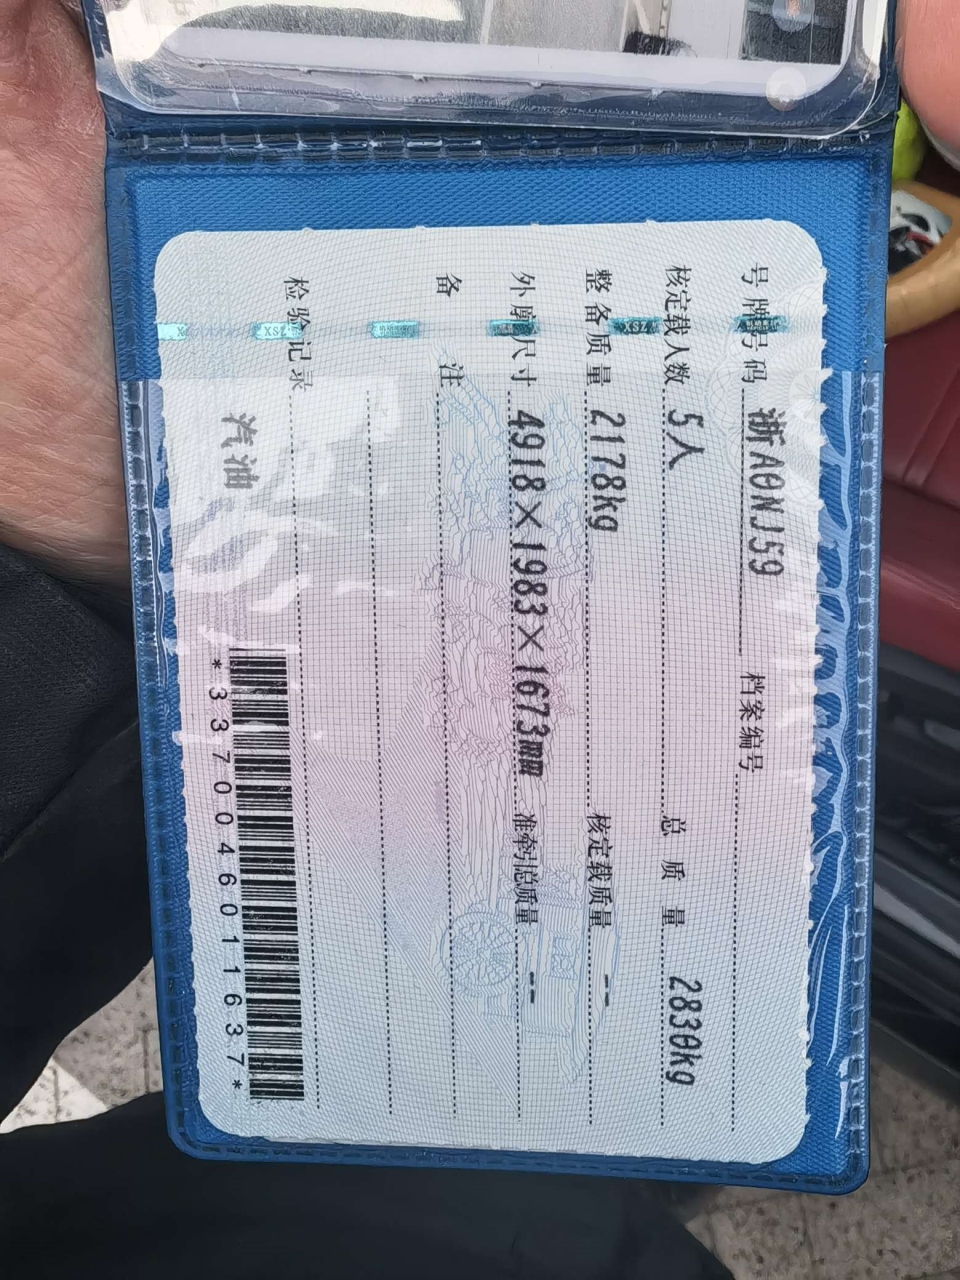 号牌号码 浙A0NJ59 档案编号
核定载人数 5人 总质量 2830kg
整备质量 2178kg 核定载质量 --
外廓尺寸 4918×1983×1673mm 准牵引总质量 --
备注
检验记录
汽油
*3370046011637*
XSZ
XSZ